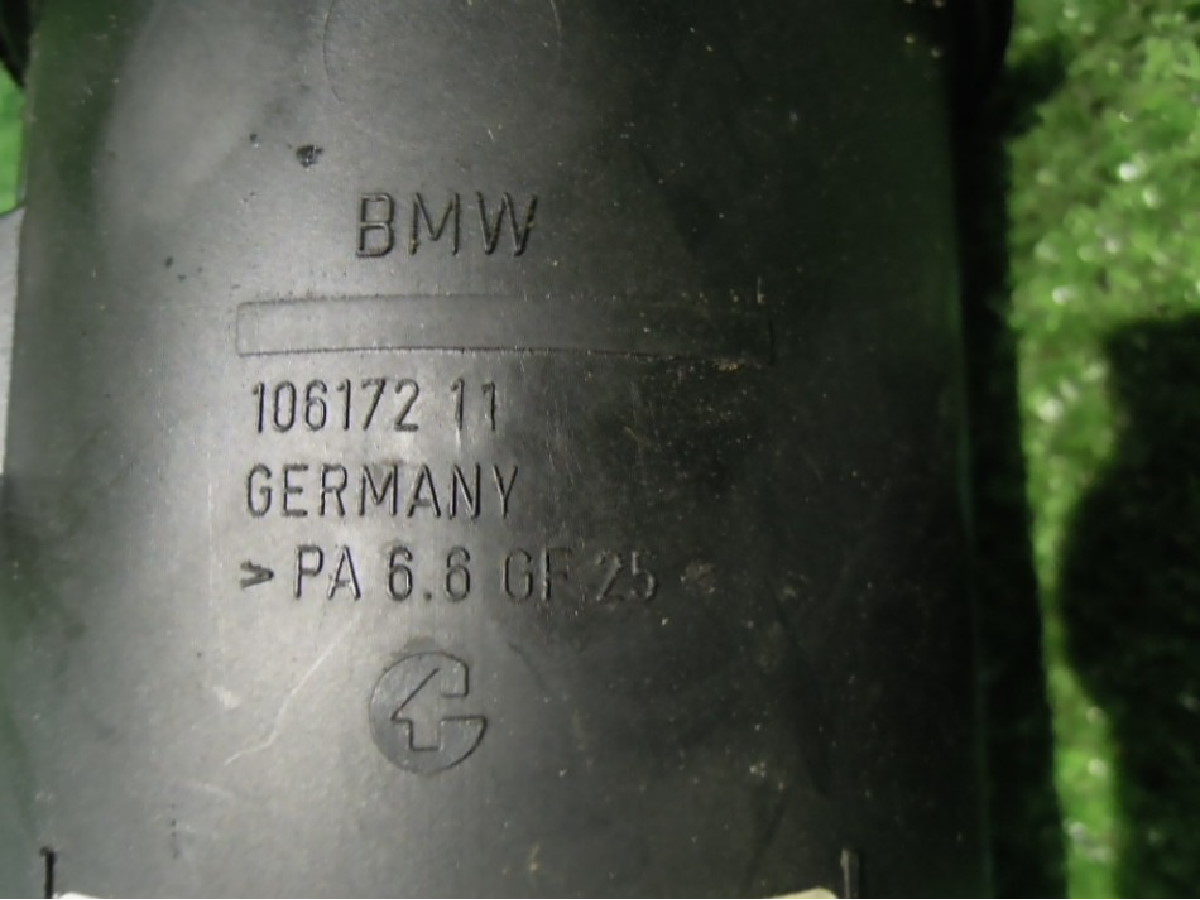 BMW
106172 11
GERMANY
> PA 6.6 GF 25 <